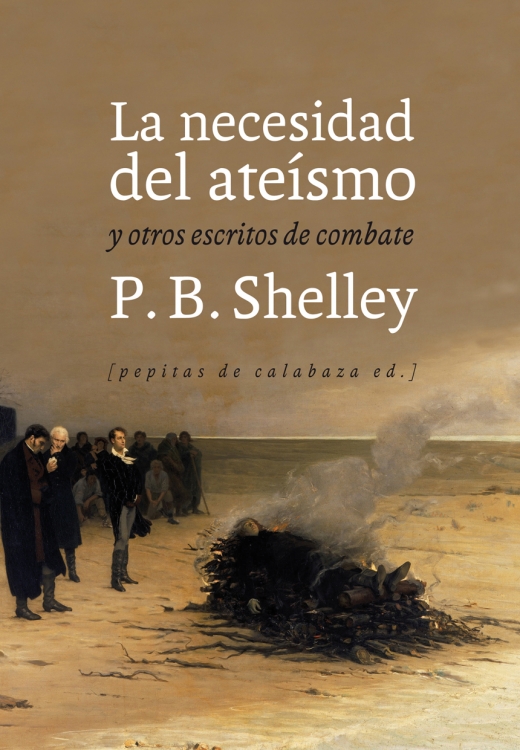 La necesidad
del ateísmo
y otros escritos de combate
P. B. Shelley
[pepitas de calabaza ed.]